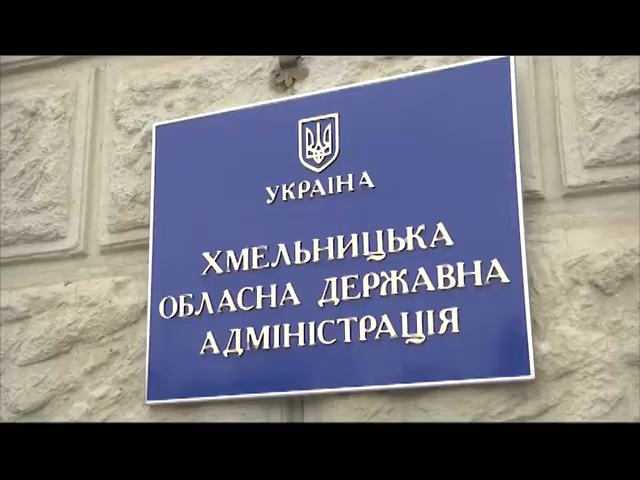 УКРАЇНА
ХМЕЛЬНИЦЬКА
ОБЛАСНА ДЕРЖАВНА
АДМІНІСТРАЦІЯ